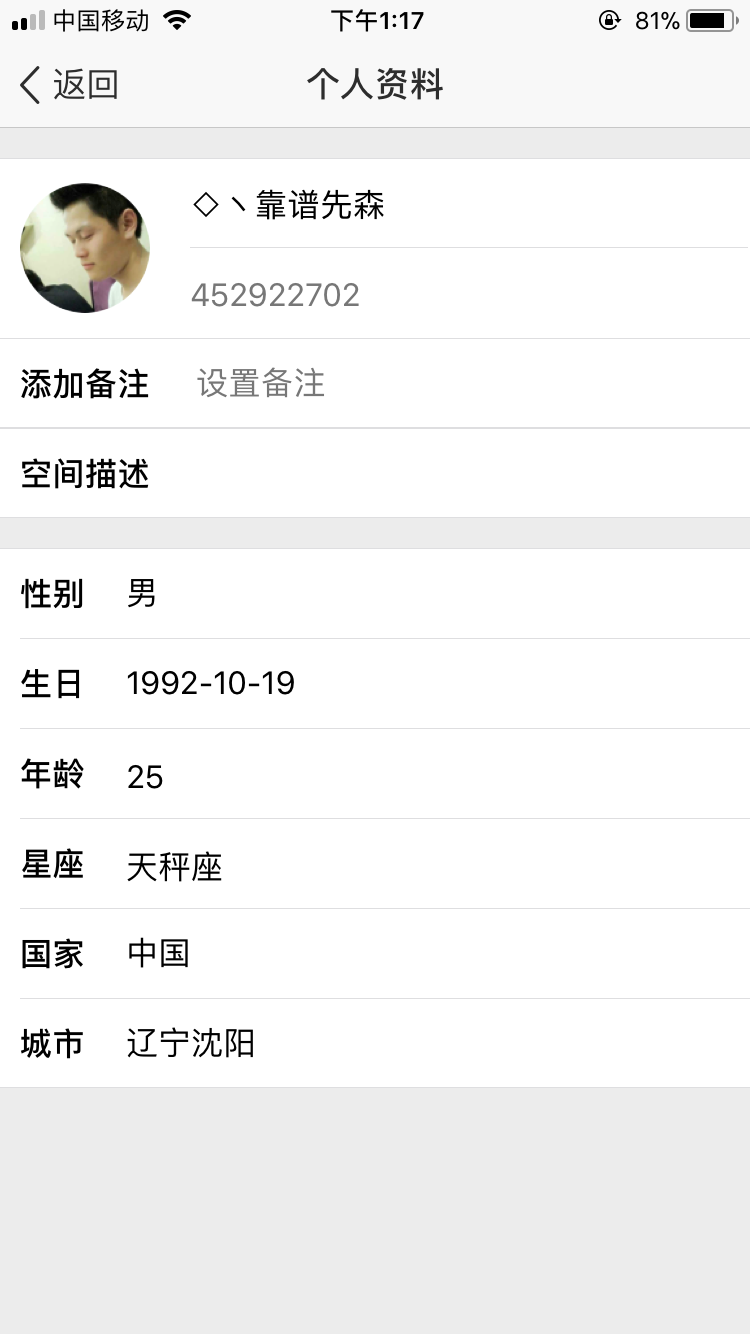 中国移动 下午1:17 81%
返回 个人资料
◇丶靠谱先森
452922702
添加备注 设置备注
空间描述
性别 男
生日 1992-10-19
年龄 25
星座 天秤座
国家 中国
城市 辽宁沈阳